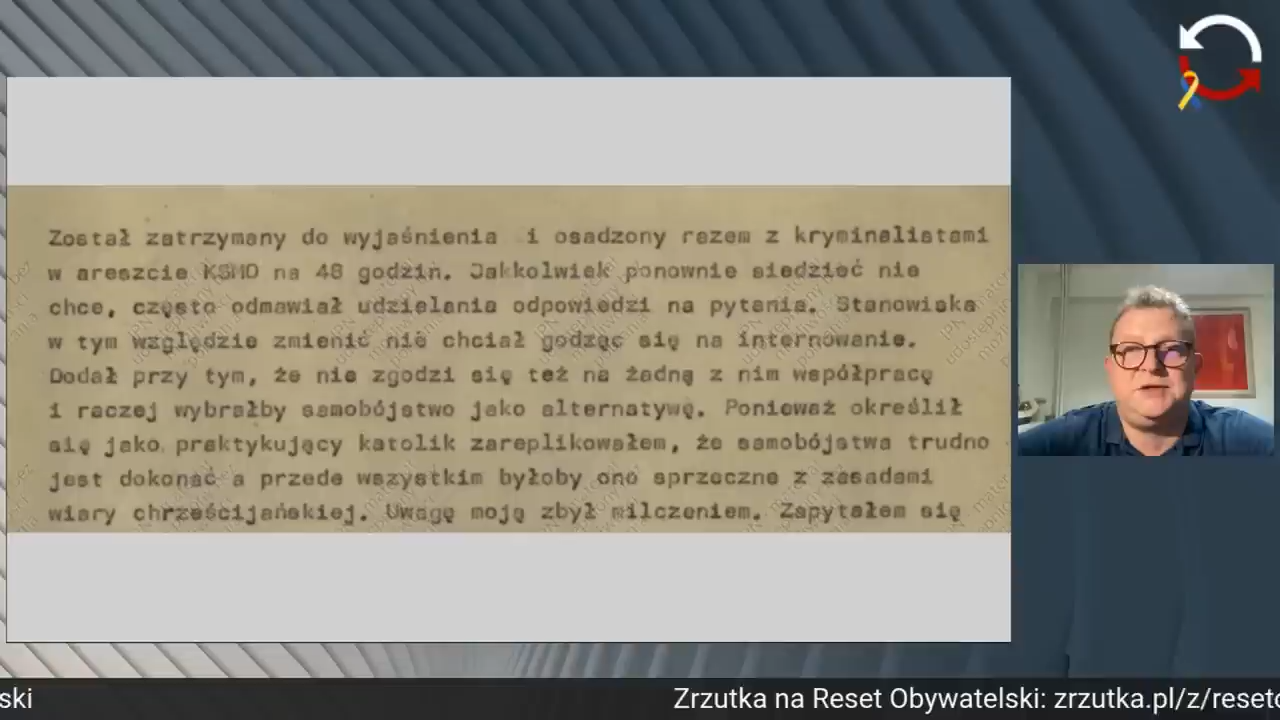 Został zatrzymany do wyjaśnienia i osadzony razem z kryminalistami
w areszcie KSMO na 48 godzin. Jakkolwiek ponownie siedzieć nie
chce, często odmawiał udzielania odpowiedzi na pytania. Stanowiska
w tym względzie zmienić nie chciał godząc się na internowanie.
Dodał przy tym, że nie zgodzi się też na żadną z nim współpracę
i raczej wybrałby samobójstwo jako alternatywę. Ponieważ określił
się jako praktykujący katolik zareplikowałem, że samobójstwa trudno
jest dokonać a przede wszystkim byłoby ono sprzeczne z zasadami
wiary chrześcijańskiej. Uwagę moją zbył milczeniem. Zapytałem się
ski
Zrzutka na Reset Obywatelski: zrzutka.pl/z/reseto